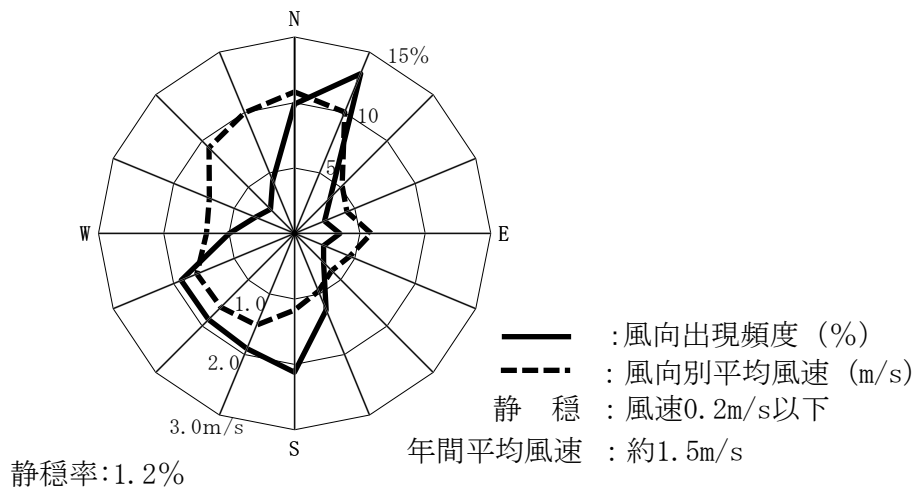 N
15%
10
5
W
E
1.0
2.0
3.0m/s
S
:風向出現頻度 (%)
:風向別平均風速 (m/s)
静 穏 :風速0.2m/s以下
年間平均風速 :約1.5m/s
静穏率:1.2%